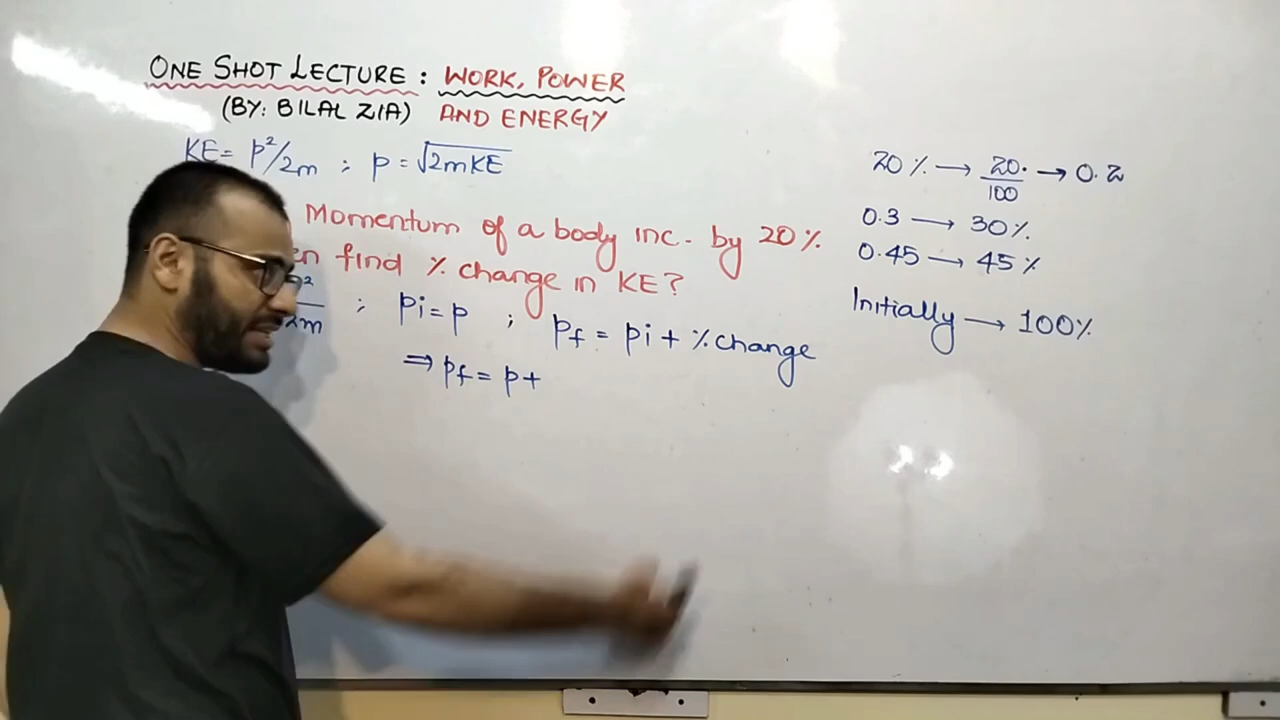 ONE SHOT LECTURE : WORK, POWER
(BY: BILAL ZIA) AND ENERGY
KE = p²/2m ; p = √2mKE
Momentum of a body inc. by 20%
find % change in KE?
2m ; pi = p ; pf = pi + % change
⇒ pf = p +
20% → 20/100 → 0.2
0.3 → 30%
0.45 → 45%
Initially → 100%